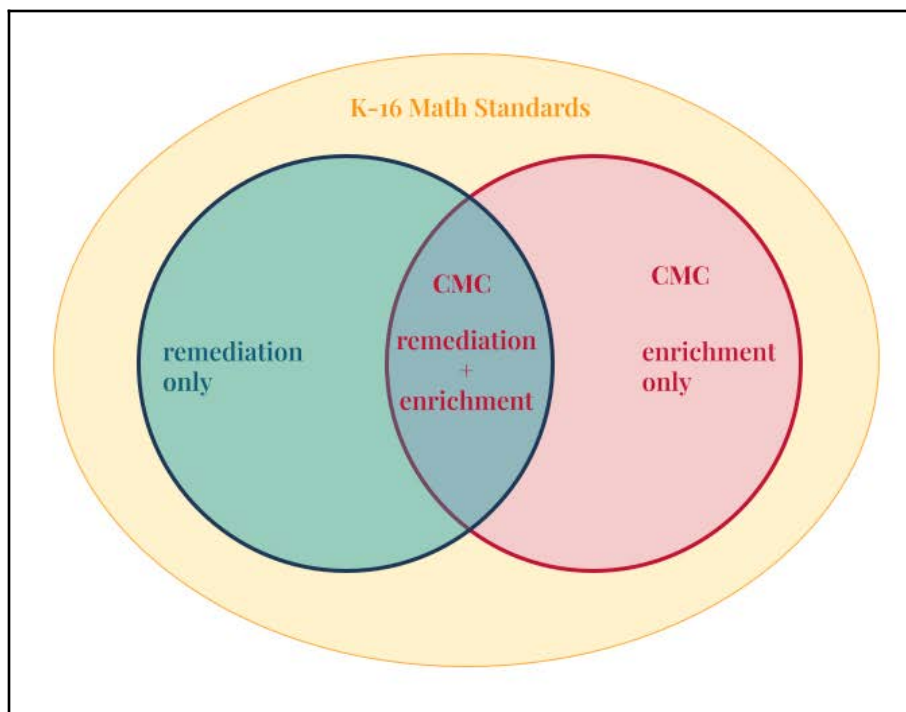 K-16 Math Standards
remediation
only
CMC
remediation
+
enrichment
CMC
enrichment
only